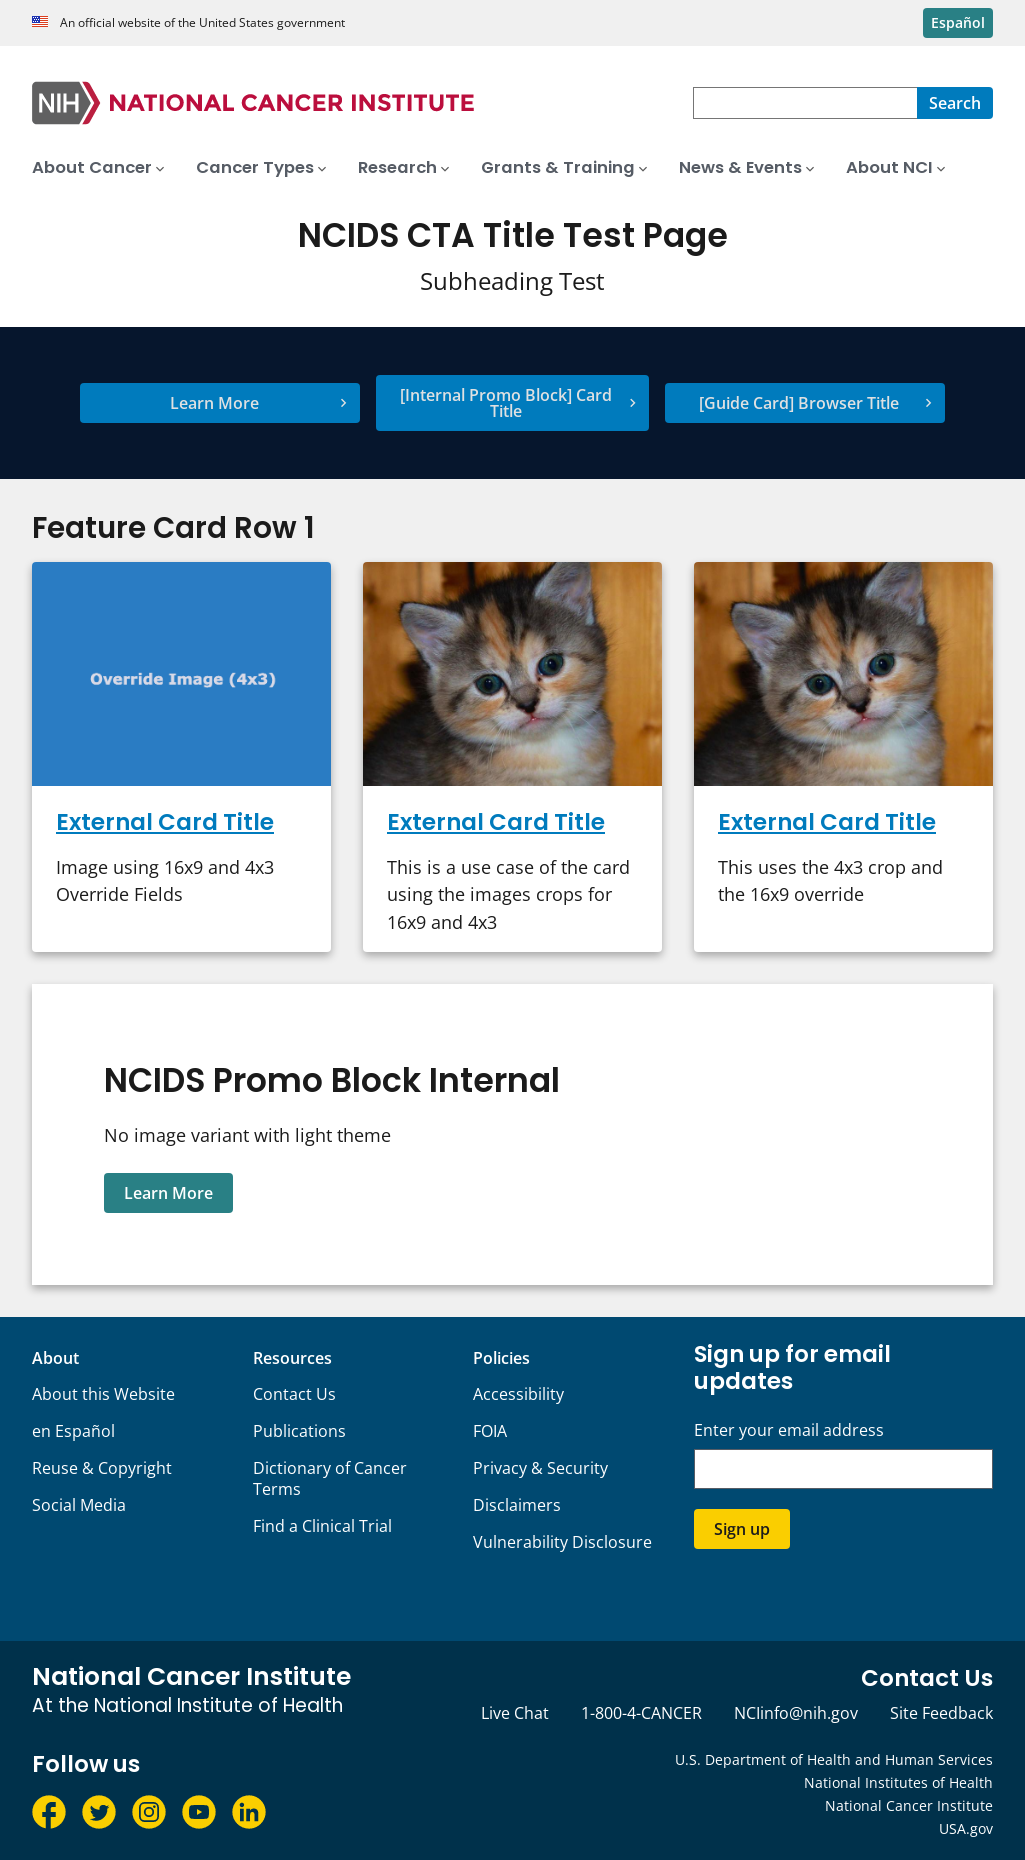 An official website of the United States government
Español
NIH NATIONAL CANCER INSTITUTE
Search
About Cancer
Cancer Types
Research
Grants & Training
News & Events
About NCI
NCIDS CTA Title Test Page
Subheading Test
Learn More
[Internal Promo Block] Card
Title
[Guide Card] Browser Title
Feature Card Row 1
Override Image (4x3)
External Card Title
Image using 16x9 and 4x3
Override Fields
External Card Title
This is a use case of the card
using the images crops for
16x9 and 4x3
External Card Title
This uses the 4x3 crop and
the 16x9 override
NCIDS Promo Block Internal
No image variant with light theme
Learn More
About
About this Website
en Español
Reuse & Copyright
Social Media
Resources
Contact Us
Publications
Dictionary of Cancer
Terms
Find a Clinical Trial
Policies
Accessibility
FOIA
Privacy & Security
Disclaimers
Vulnerability Disclosure
Sign up for email
updates
Enter your email address
Sign up
National Cancer Institute
At the National Institute of Health
Contact Us
Live Chat
1-800-4-CANCER
NCIinfo@nih.gov
Site Feedback
Follow us
U.S. Department of Health and Human Services
National Institutes of Health
National Cancer Institute
USA.gov